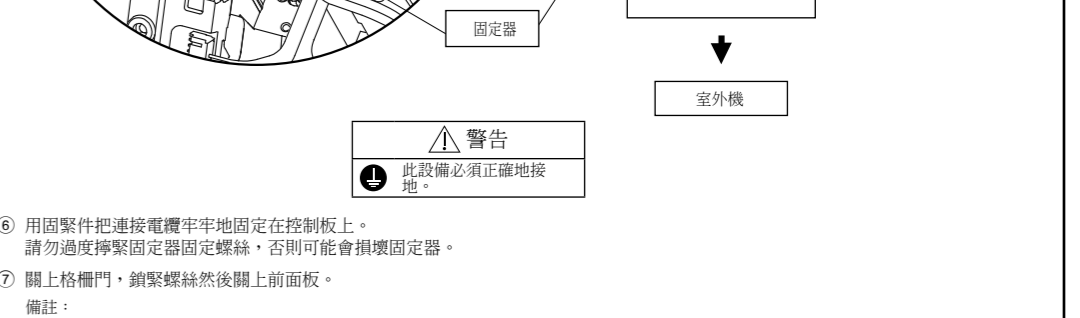 固定器
室外機
警告
此設備必須正確地接
地。
⑥ 用固緊件把連接電纜牢牢地固定在控制板上。
請勿過度擰緊固定器固定螺絲，否則可能會損壞固定器。
⑦ 關上格柵門，鎖緊螺絲然後關上前面板。
備註：